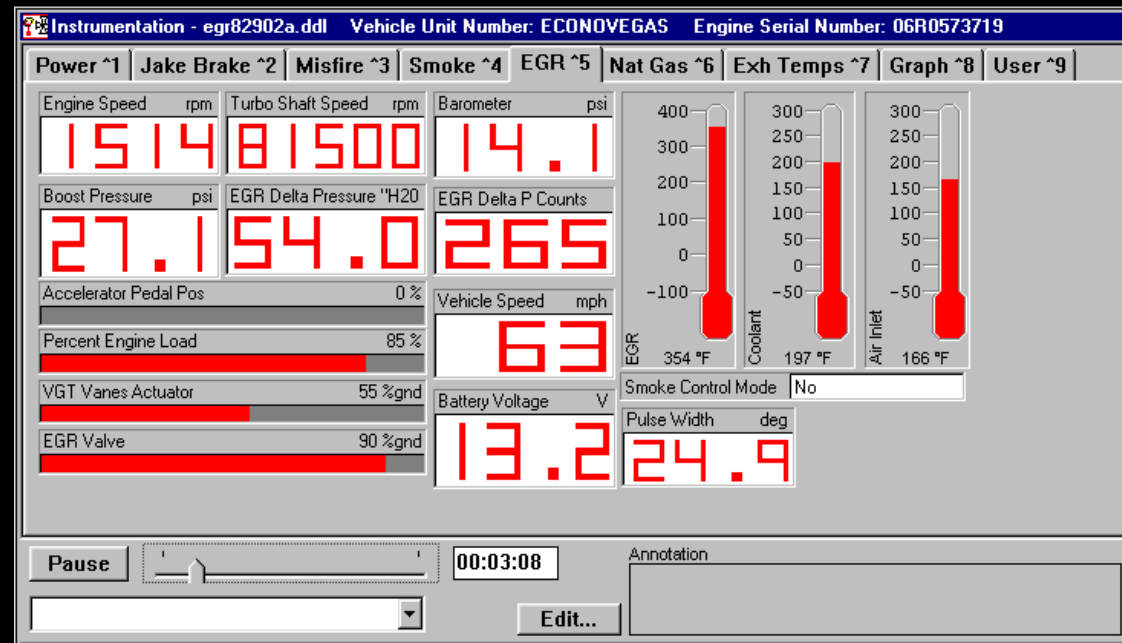 Instrumentation - egr82902a.ddl Vehicle Unit Number: ECONOVEGAS Engine Serial Number: 06R0573719
Power ^1 Jake Brake ^2 Misfire ^3 Smoke ^4 EGR ^5 Nat Gas ^6 Exh Temps ^7 Graph ^8 User ^9
Engine Speed rpm
1514
Turbo Shaft Speed rpm
81500
Barometer psi
14.1
Boost Pressure psi
27.1
EGR Delta Pressure "H20
54.0
EGR Delta P Counts
265
Accelerator Pedal Pos 0 %
Percent Engine Load 85 %
VGT Vanes Actuator 55 %gnd
EGR Valve 90 %gnd
Vehicle Speed mph
63
Battery Voltage V
13.2
400
300
200
100
0
-100
EGR
354 °F
300
250
200
150
100
50
0
-50
Coolant
197 °F
300
250
200
150
100
50
0
-50
Air Inlet
166 °F
Smoke Control Mode No
Pulse Width deg
24.9
Pause
00:03:08
Annotation
Edit...